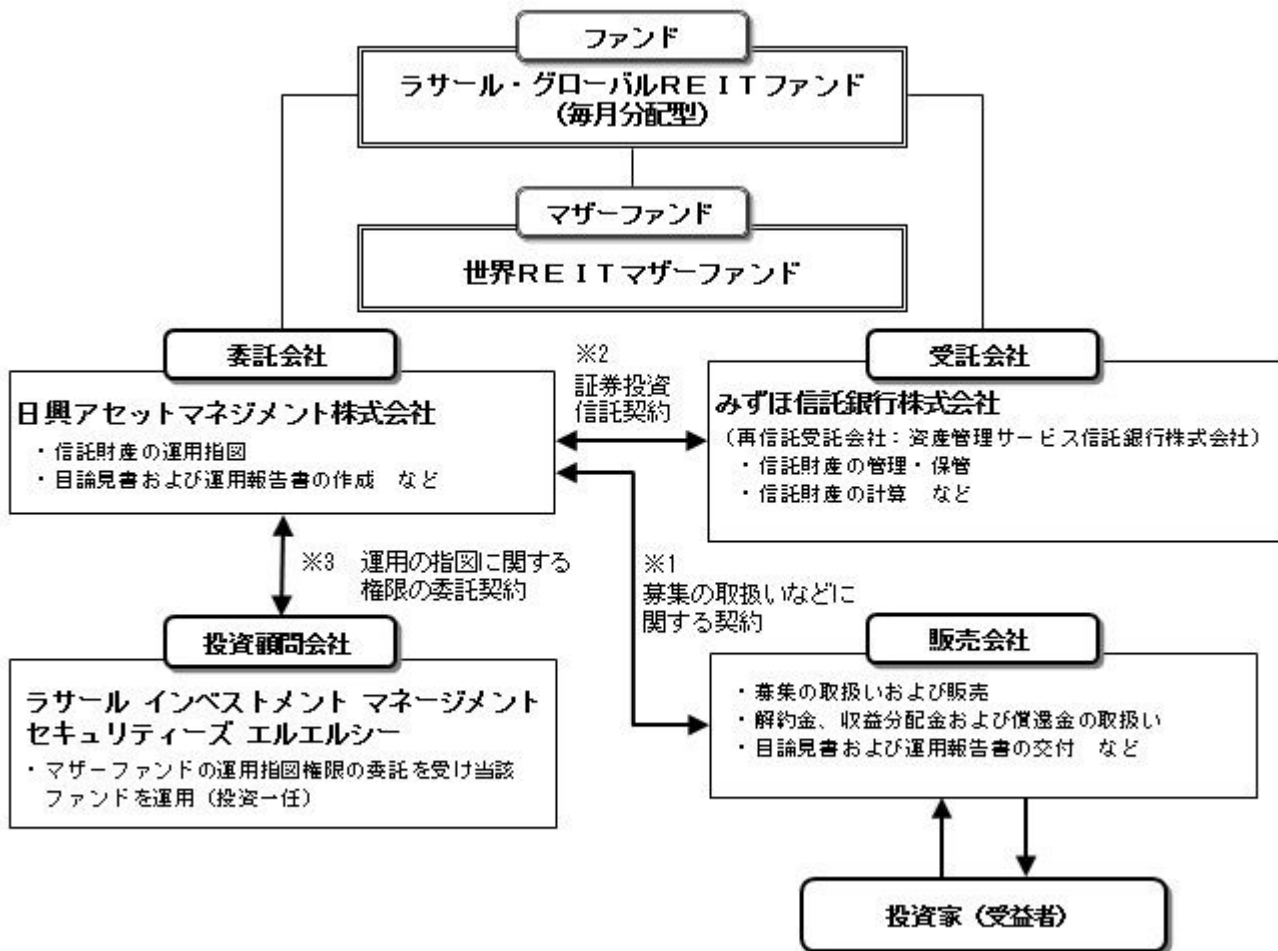 ファンド
ラサール・グローバルＲＥＩＴファンド
（毎月分配型）
マザーファンド
世界ＲＥＩＴマザーファンド
委託会社
日興アセットマネジメント株式会社
・信託財産の運用指図
・目論見書および運用報告書の作成　など
※2
証券投資
信託契約
受託会社
みずほ信託銀行株式会社
（再信託受託会社：資産管理サービス信託銀行株式会社）
・信託財産の管理・保管
・信託財産の計算　など
※3　運用の指図に関する
権限の委託契約
※1
募集の取扱いなどに
関する契約
投資顧問会社
ラサール インベストメント マネージメント
セキュリティーズ エルエルシー
・マザーファンドの運用指図権限の委託を受け当該
ファンドを運用（投資一任）
販売会社
・募集の取扱いおよび販売
・解約金、収益分配金および償還金の取扱い
・目論見書および運用報告書の交付　など
投資家（受益者）